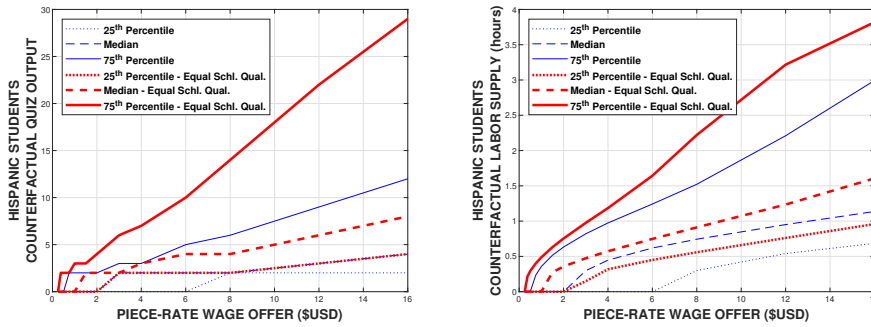 HISPANIC STUDENTS
COUNTERFACTUAL QUIZ OUTPUT
30
25
20
15
10
5
0
25th Percentile
Median
75th Percentile
25th Percentile - Equal Schl. Qual.
Median - Equal Schl. Qual.
75th Percentile - Equal Schl. Qual.
0 2 4 6 8 10 12 14 16
PIECE-RATE WAGE OFFER ($USD)
HISPANIC STUDENTS
COUNTERFACTUAL LABOR SUPPLY (hours)
4
3.5
3
2.5
2
1.5
1
0.5
0
25th Percentile
Median
75th Percentile
25th Percentile - Equal Schl. Qual.
Median - Equal Schl. Qual.
75th Percentile - Equal Schl. Qual.
0 2 4 6 8 10 12 14 16
PIECE-RATE WAGE OFFER ($USD)